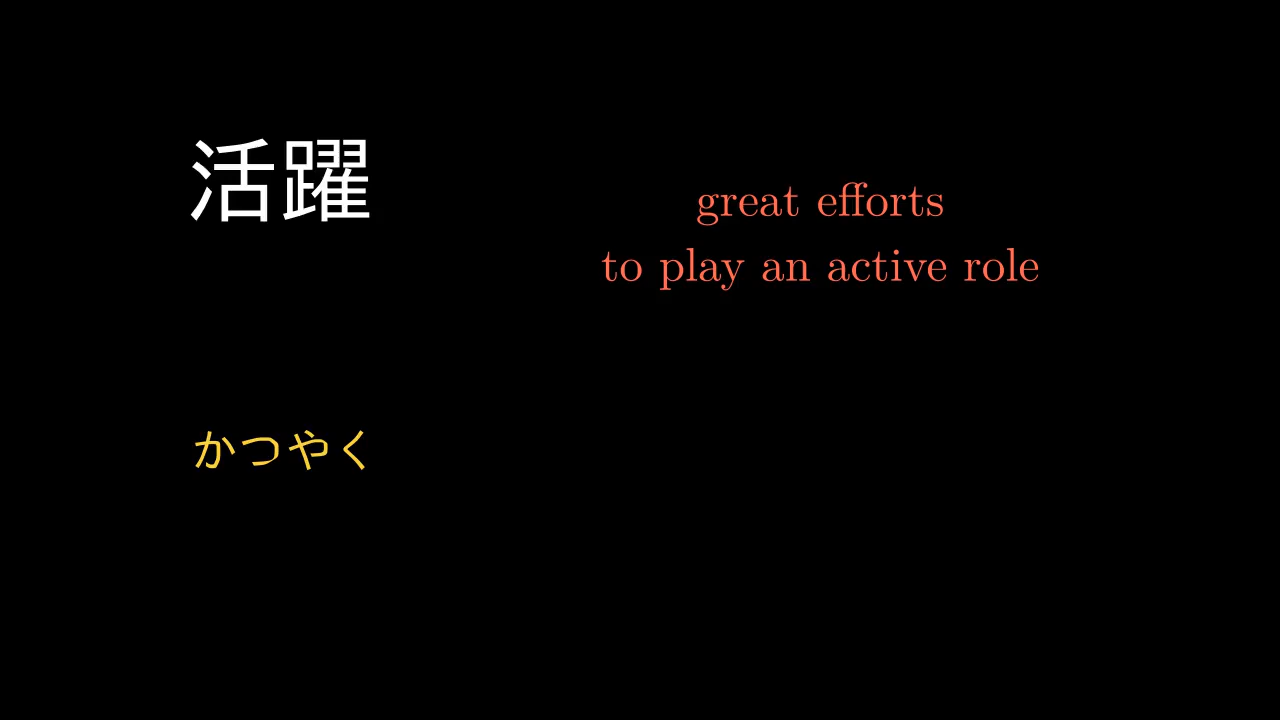 活躍
great efforts
to play an active role
かつやく